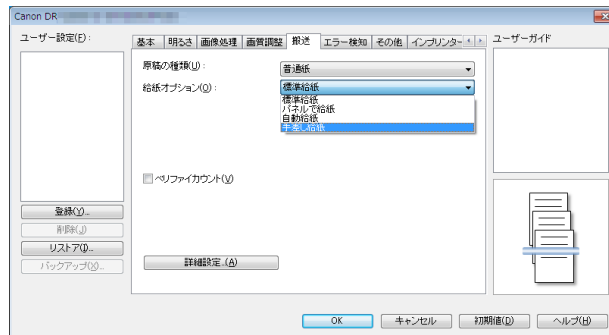 Canon DR
ユーザー設定(F):
基本 明るさ 画像処理 画質調整 搬送 エラー検知 その他 インプリンター
ユーザーガイド
原稿の種類(U):
普通紙
給紙オプション(O):
標準給紙
標準給紙
パネルで給紙
自動給紙
手差し給紙
ベリファイカウント(V)
登録(Y)...
削除(J)
リストア(I)...
バックアップ(X)...
詳細設定...(A)
OK キャンセル 初期値(D) ヘルプ(H)